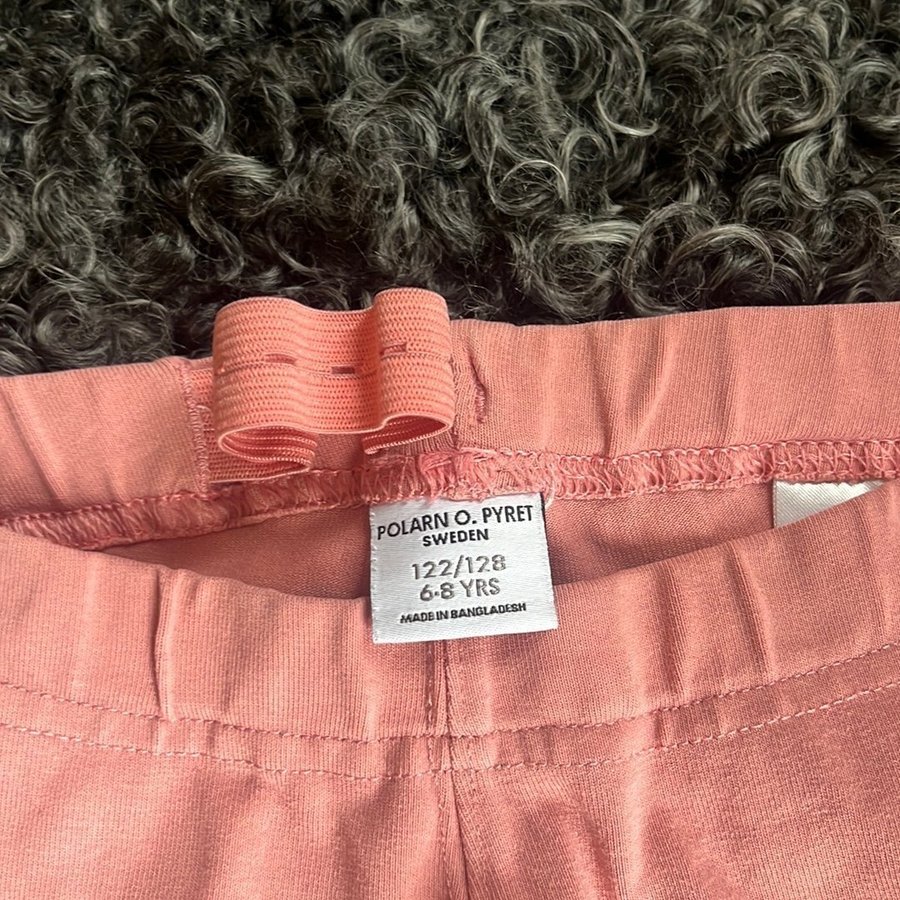 POLARN O. PYRET
SWEDEN
122/128
6-8 YRS
MADE IN BANGLADESH